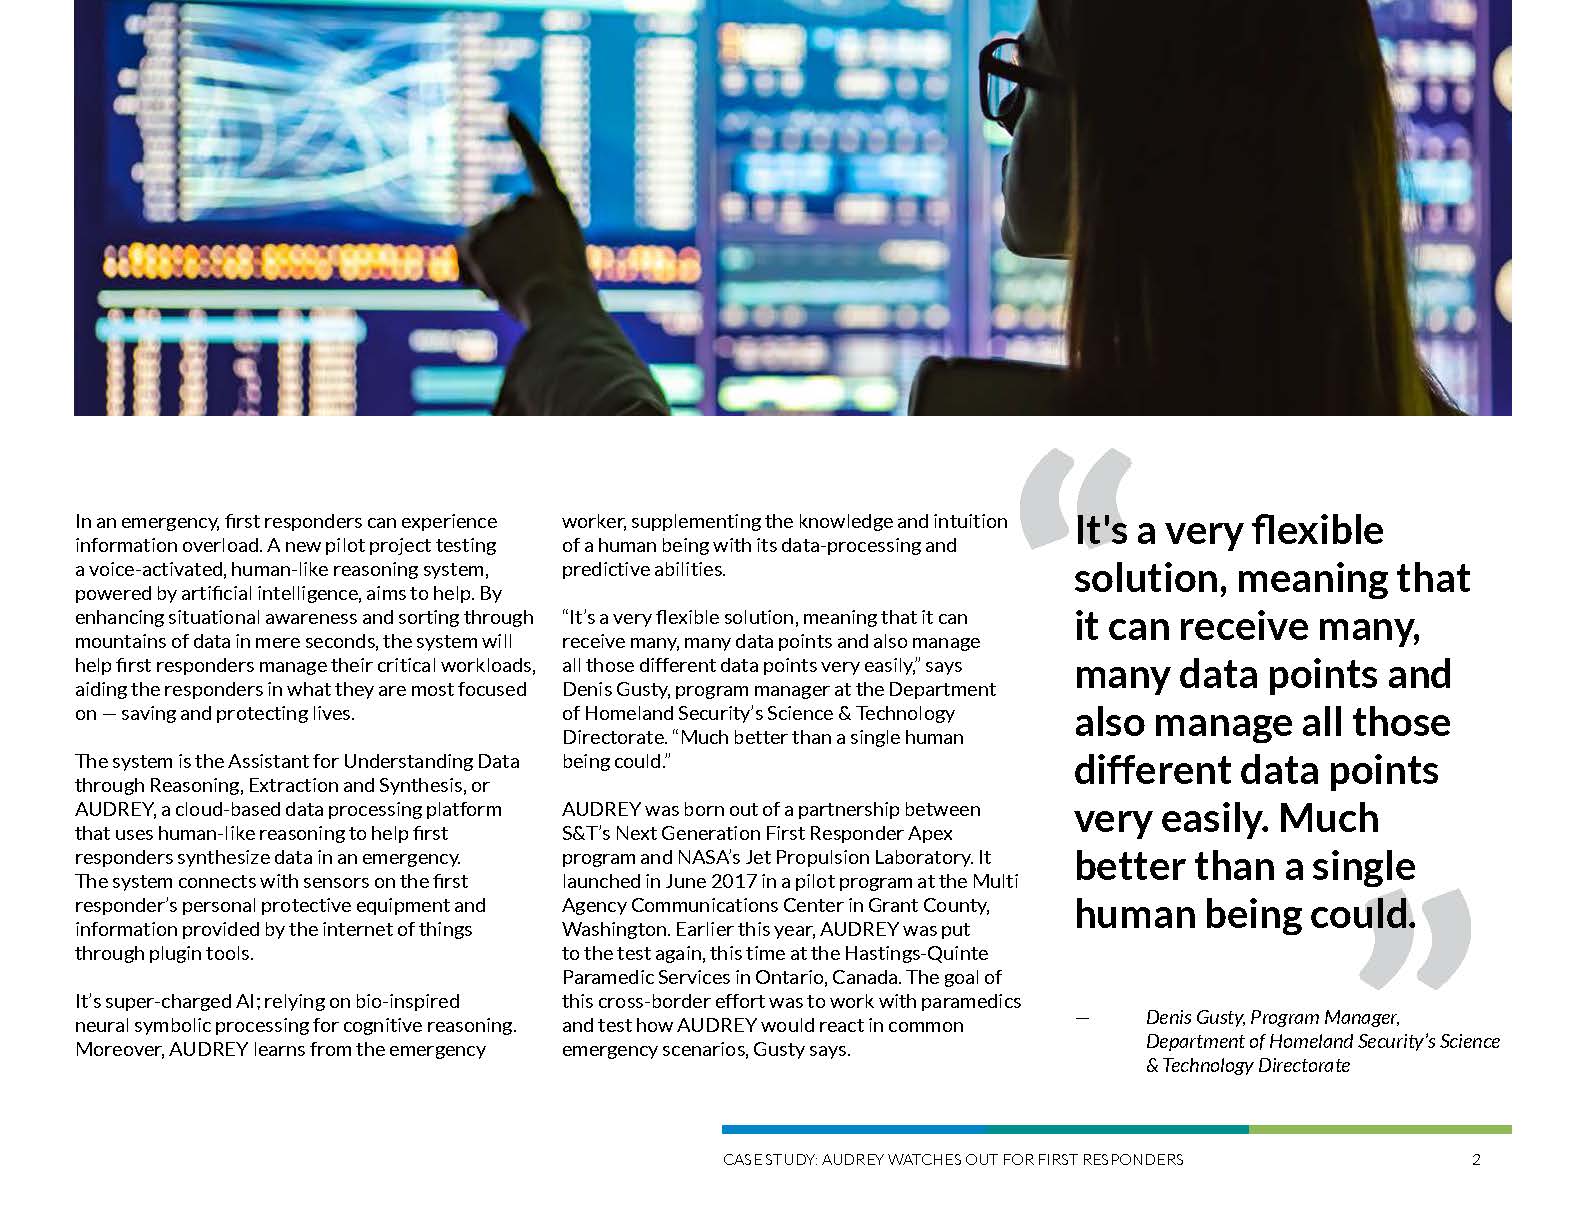 In an emergency, first responders can experience
information overload. A new pilot project testing
a voice-activated, human-like reasoning system,
powered by artificial intelligence, aims to help. By
enhancing situational awareness and sorting through
mountains of data in mere seconds, the system will
help first responders manage their critical workloads,
aiding the responders in what they are most focused
on — saving and protecting lives.
The system is the Assistant for Understanding Data
through Reasoning, Extraction and Synthesis, or
AUDREY, a cloud-based data processing platform
that uses human-like reasoning to help first
responders synthesize data in an emergency.
The system connects with sensors on the first
responder’s personal protective equipment and
information provided by the internet of things
through plugin tools.
It’s super-charged AI; relying on bio-inspired
neural symbolic processing for cognitive reasoning.
Moreover, AUDREY learns from the emergency
worker, supplementing the knowledge and intuition
of a human being with its data-processing and
predictive abilities.
“It’s a very flexible solution, meaning that it can
receive many, many data points and also manage
all those different data points very easily,” says
Denis Gusty, program manager at the Department
of Homeland Security’s Science & Technology
Directorate. “Much better than a single human
being could.”
AUDREY was born out of a partnership between
S&T’s Next Generation First Responder Apex
program and NASA’s Jet Propulsion Laboratory. It
launched in June 2017 in a pilot program at the Multi
Agency Communications Center in Grant County,
Washington. Earlier this year, AUDREY was put
to the test again, this time at the Hastings-Quinte
Paramedic Services in Ontario, Canada. The goal of
this cross-border effort was to work with paramedics
and test how AUDREY would react in common
emergency scenarios, Gusty says.
“
It's a very flexible
solution, meaning that
it can receive many,
many data points and
also manage all those
different data points
very easily. Much
better than a single
human being could.
”
— Denis Gusty, Program Manager,
Department of Homeland Security’s Science
& Technology Directorate
CASE STUDY: AUDREY WATCHES OUT FOR FIRST RESPONDERS 2